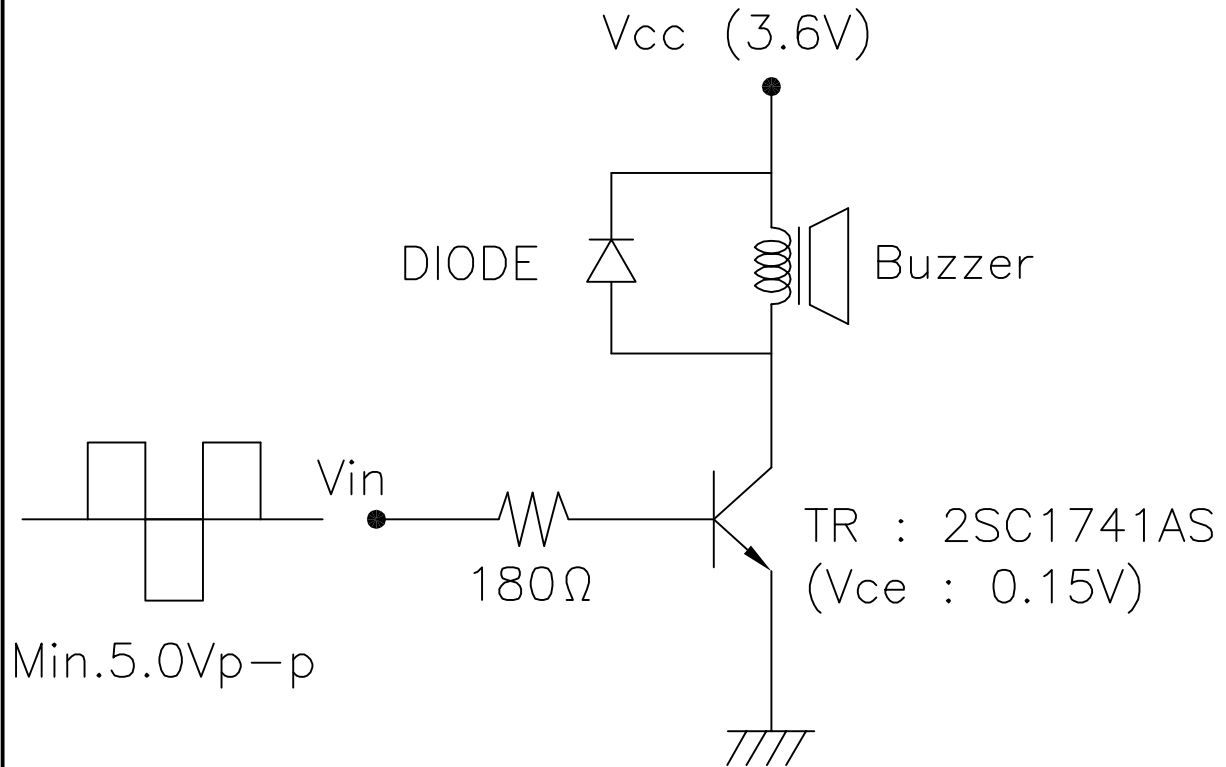 Vcc (3.6V)
DIODE
Buzzer
Vin
180Ω
TR : 2SC1741AS
(Vce : 0.15V)
Min.5.0Vp-p